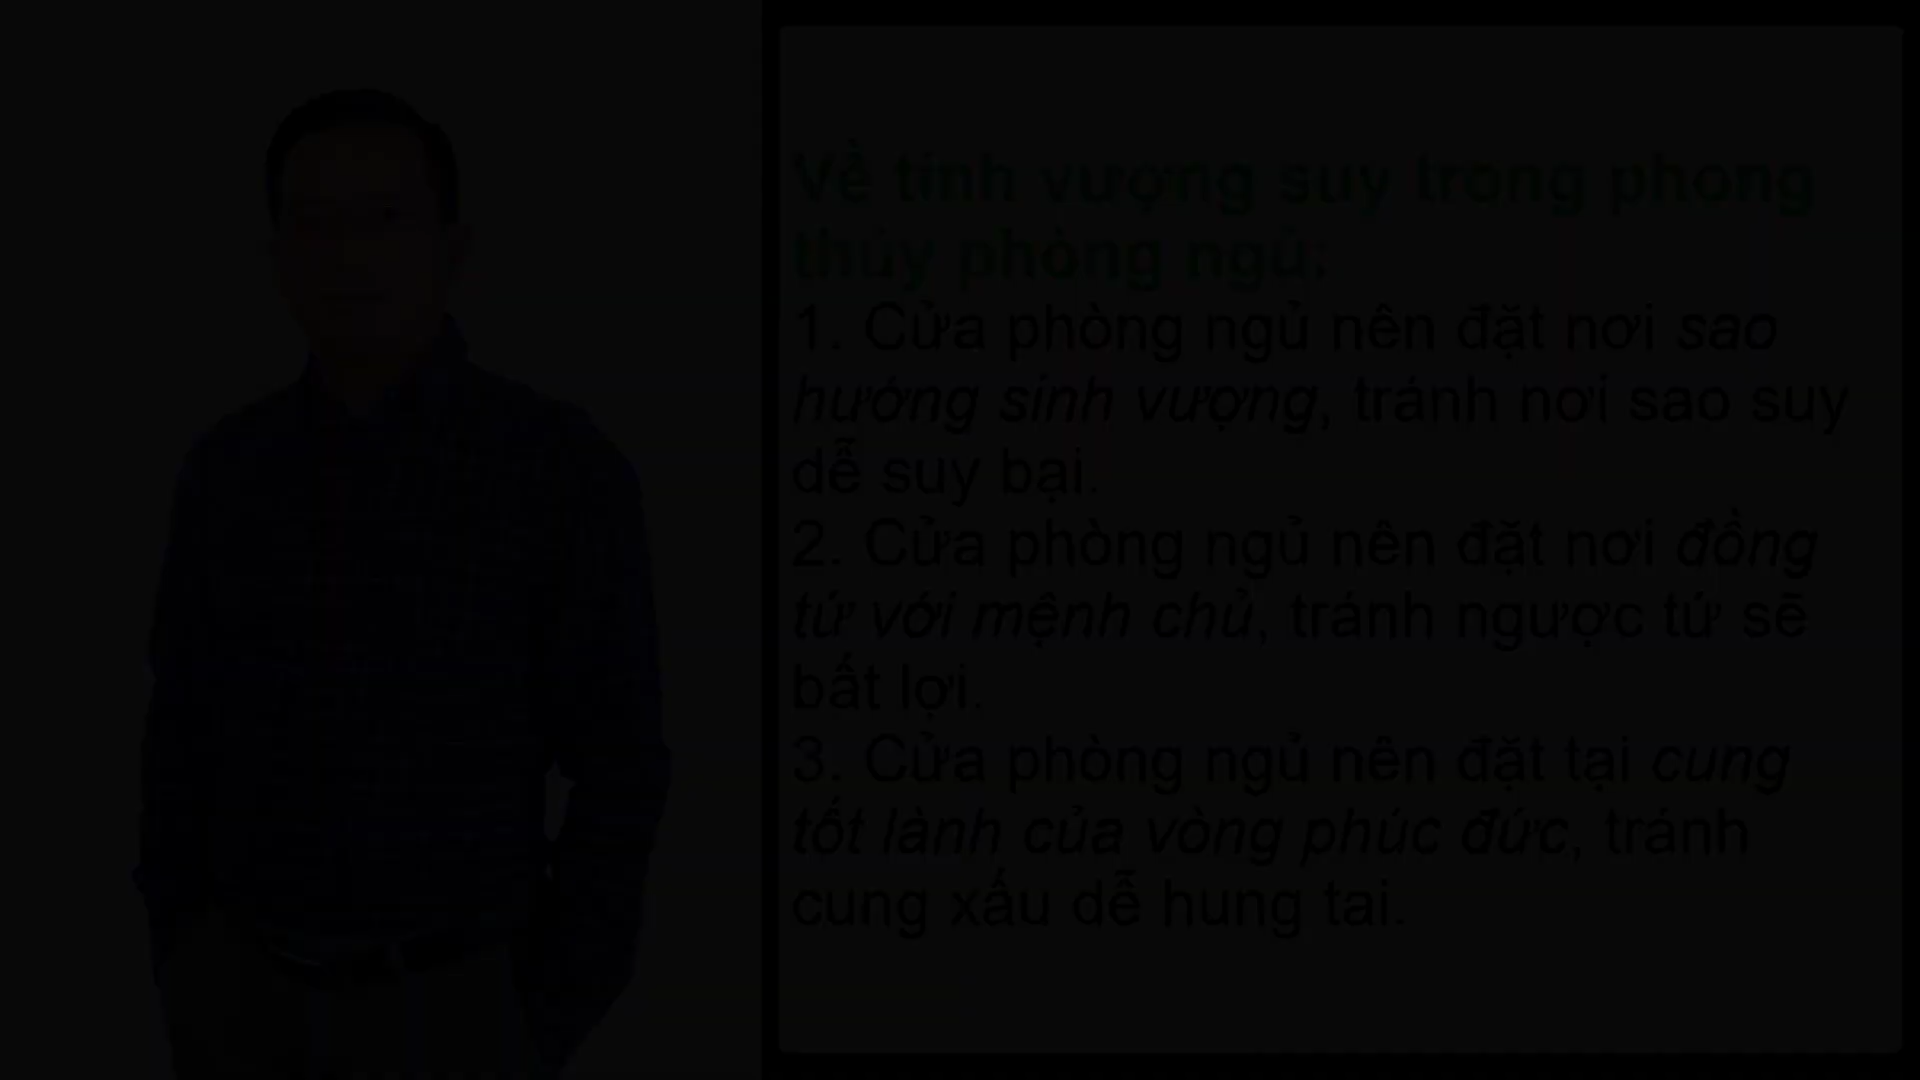 Về tính vượng suy trong phong
thủy phòng ngủ:
1. Cửa phòng ngủ nên đặt nơi sao
hướng sinh vượng, tránh nơi sao suy
dễ suy bại.
2. Cửa phòng ngủ nên đặt nơi đồng
tứ với mệnh chủ, tránh ngược tứ sẽ
bất lợi.
3. Cửa phòng ngủ nên đặt tại cung
tốt lành của vòng phúc đức, tránh
cung xấu dễ hung tai.